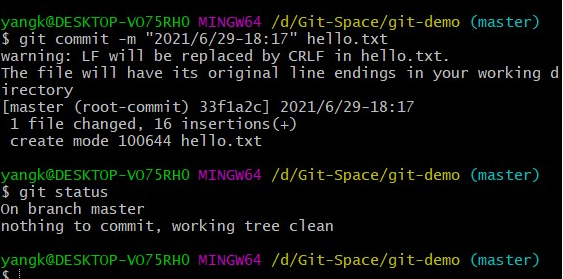 yangk@DESKTOP-VO75RH0 MINGW64 /d/Git-Space/git-demo (master)
$ git commit -m "2021/6/29-18:17" hello.txt
warning: LF will be replaced by CRLF in hello.txt.
The file will have its original line endings in your working d
irectory
[master (root-commit) 33f1a2c] 2021/6/29-18:17
 1 file changed, 16 insertions(+)
 create mode 100644 hello.txt
yangk@DESKTOP-VO75RH0 MINGW64 /d/Git-Space/git-demo (master)
$ git status
On branch master
nothing to commit, working tree clean
yangk@DESKTOP-VO75RH0 MINGW64 /d/Git-Space/git-demo (master)
$